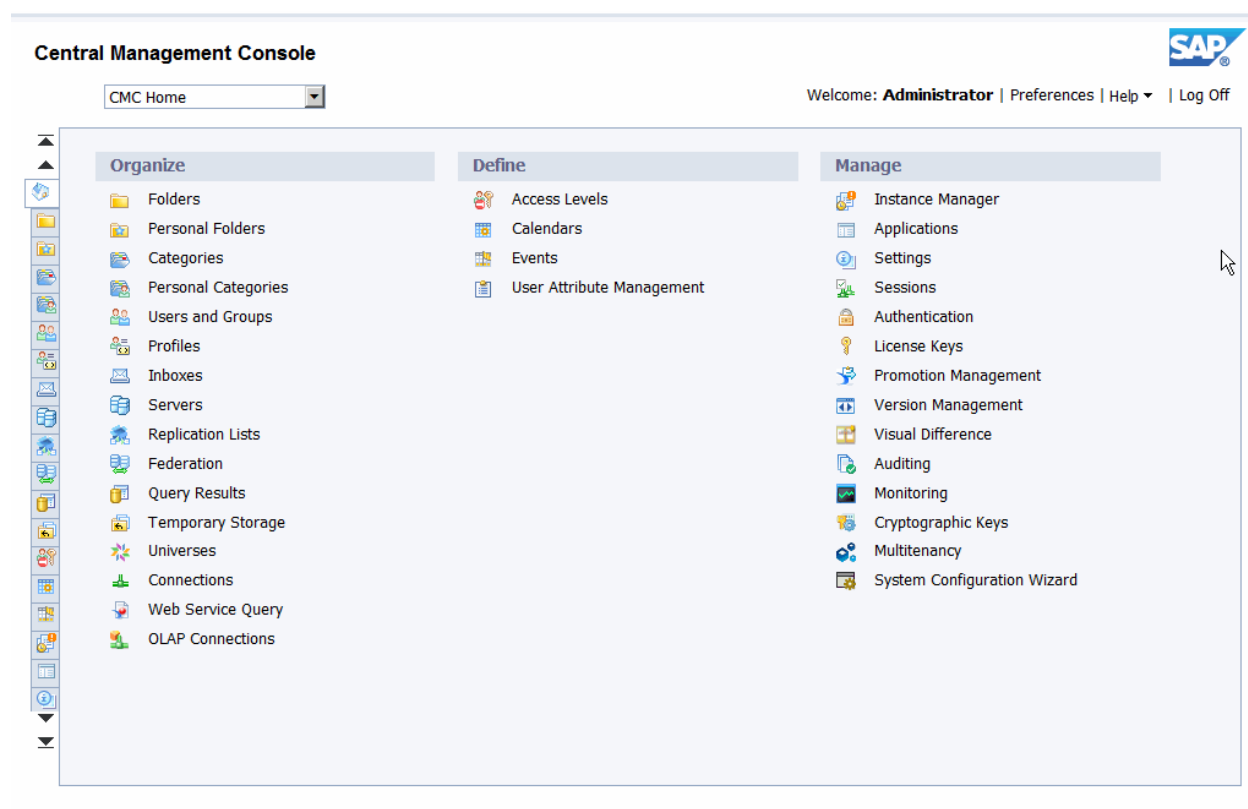 Central Management Console
SAP®
CMC Home
Welcome: Administrator | Preferences | Help | Log Off
Organize
Folders
Personal Folders
Categories
Personal Categories
Users and Groups
Profiles
Inboxes
Servers
Replication Lists
Federation
Query Results
Temporary Storage
Universes
Connections
Web Service Query
OLAP Connections
Define
Access Levels
Calendars
Events
User Attribute Management
Manage
Instance Manager
Applications
Settings
Sessions
Authentication
License Keys
Promotion Management
Version Management
Visual Difference
Auditing
Monitoring
Cryptographic Keys
Multitenancy
System Configuration Wizard